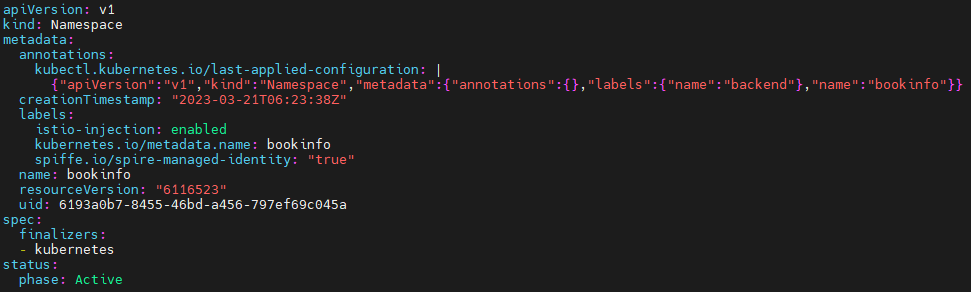 apiVersion: v1
kind: Namespace
metadata:
  annotations:
    kubectl.kubernetes.io/last-applied-configuration: |
      {"apiVersion":"v1","kind":"Namespace","metadata":{"annotations":{},"labels":{"name":"backend"},"name":"bookinfo"}}
  creationTimestamp: "2023-03-21T06:23:38Z"
  labels:
    istio-injection: enabled
    kubernetes.io/metadata.name: bookinfo
    spiffe.io/spire-managed-identity: "true"
  name: bookinfo
  resourceVersion: "6116523"
  uid: 6193a0b7-8455-46bd-a456-797ef69c045a
spec:
  finalizers:
  - kubernetes
status:
  phase: Active